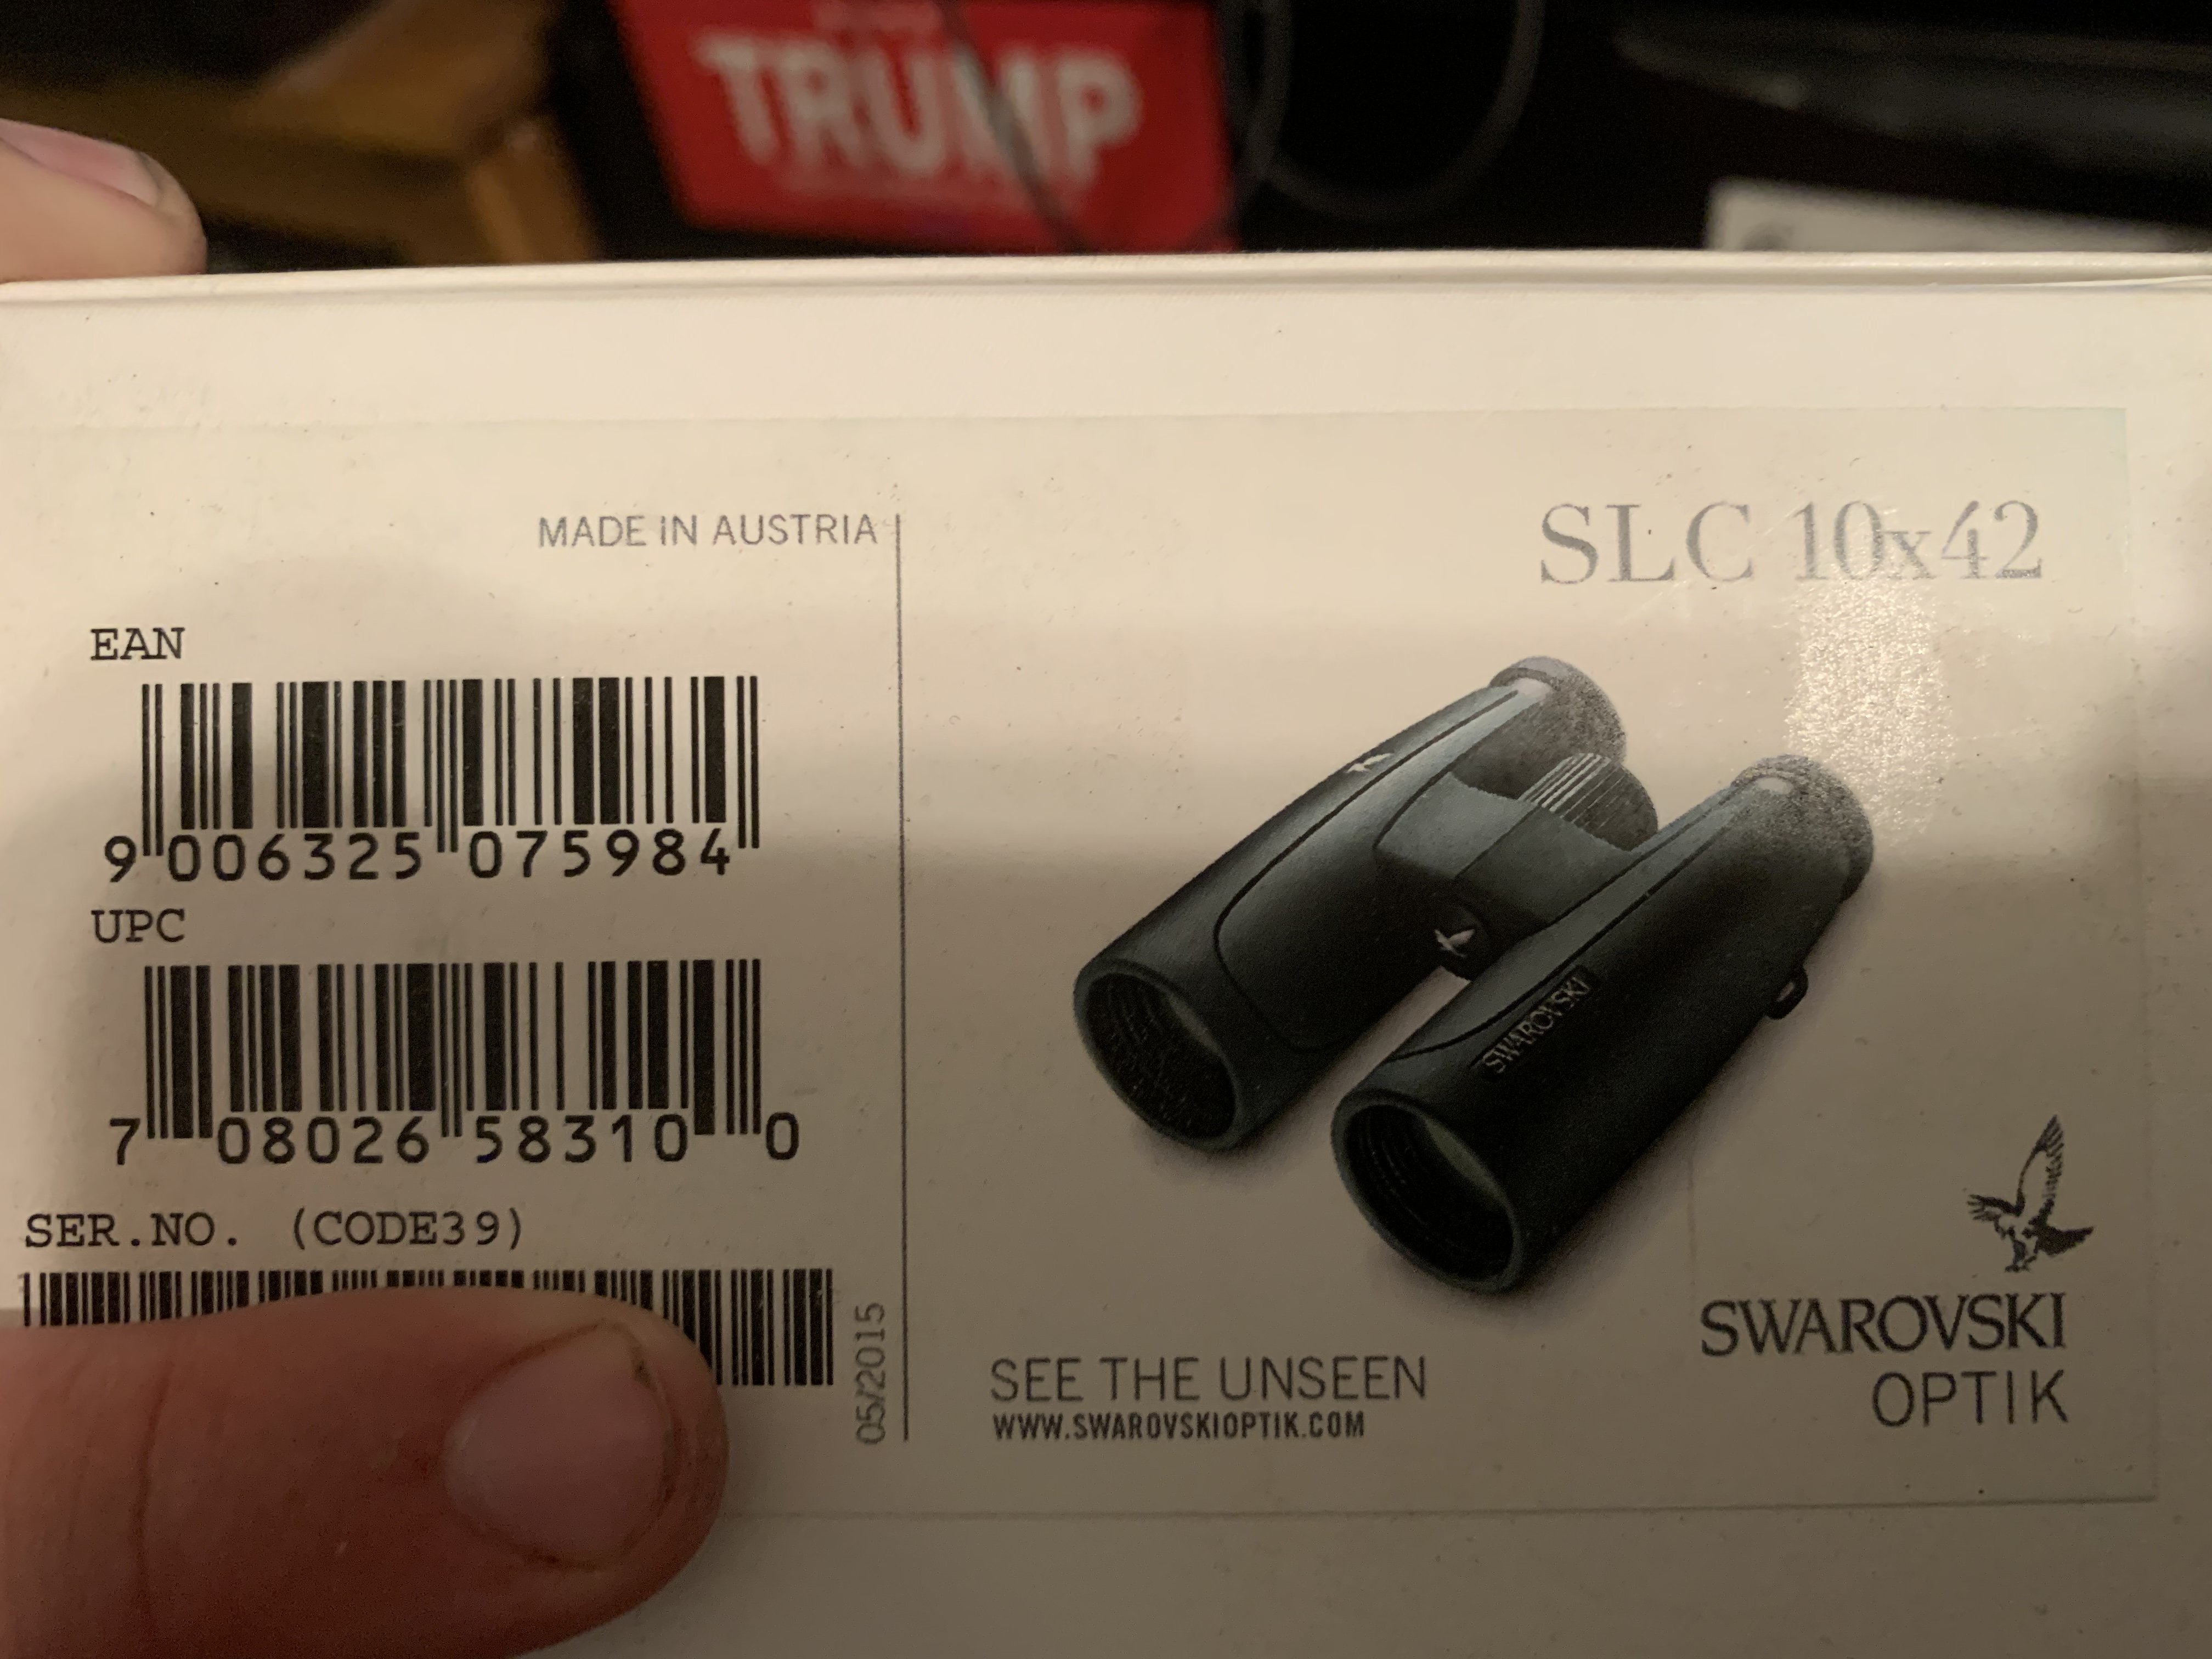 TRUMP
MADE IN AUSTRIA
SLC 10x42
EAN
9 006325 075984
UPC
7 08026 58310 0
SER.NO. (CODE39)
05/2015
SWAROVSKI
SEE THE UNSEEN
WWW.SWAROVSKIOPTIK.COM
SWAROVSKI
OPTIK